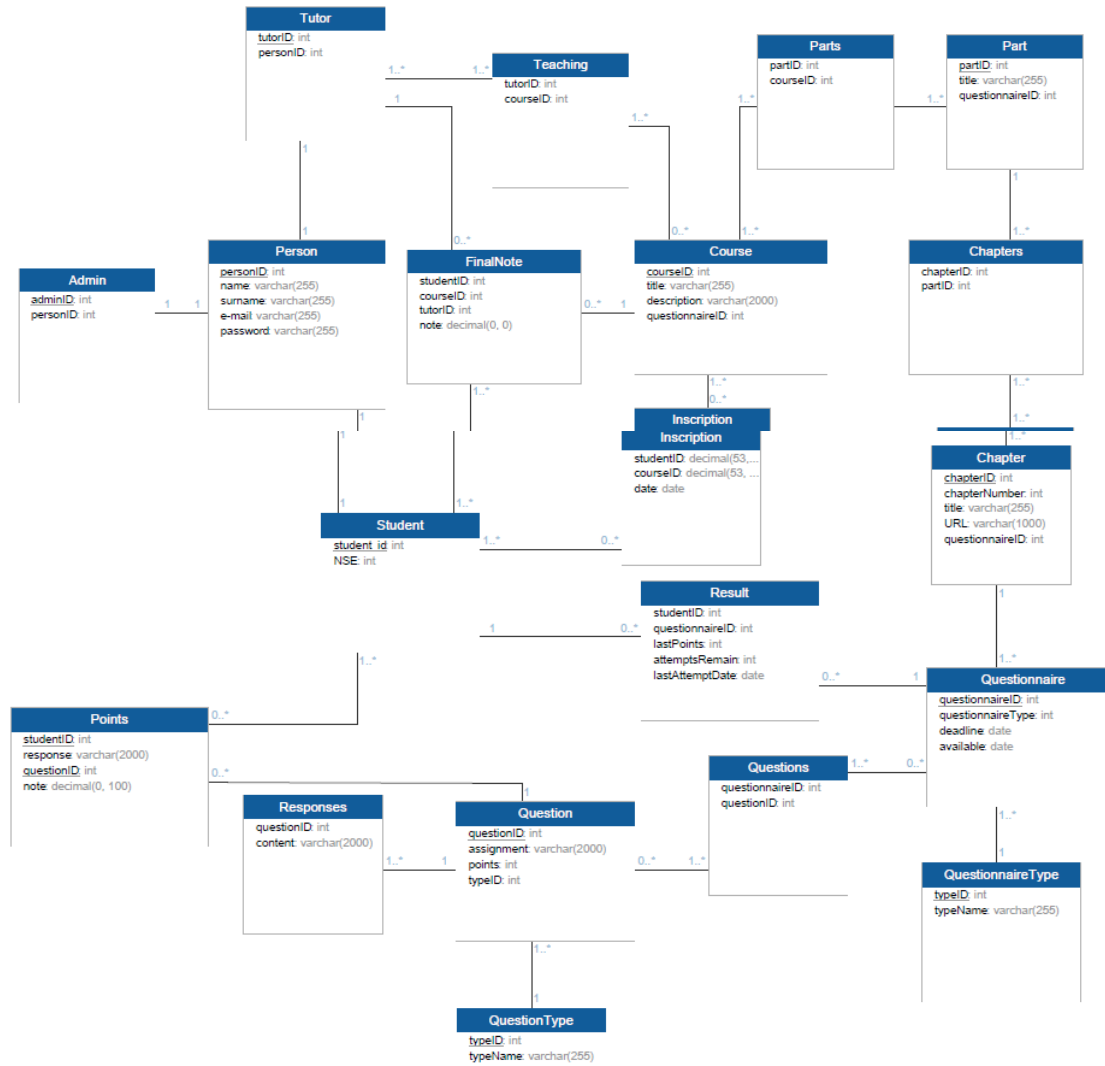 Tutor
tutorID: int
personID: int
1..*
1..*
1
1
Teaching
tutorID: int
courseID: int
1..*
Parts
partID: int
courseID: int
1..*
1..*
Part
partID: int
title: varchar(255)
questionnaireID: int
1
Admin
adminID: int
personID: int
1
1
1
Person
personID: int
name: varchar(255)
surname: varchar(255)
e-mail: varchar(255)
password: varchar(255)
1
1
0..*
FinalNote
studentID: int
courseID: int
tutorID: int
note: decimal(0, 0)
0..*
1
1..*
0..*
1..*
Course
courseID: int
title: varchar(255)
description: varchar(2000)
questionnaireID: int
1..*
0..*
1..*
Chapters
chapterID: int
partID: int
1..*
1..*
1..*
Inscription
Inscription
studentID: decimal(53,...
courseID: decimal(53, ...
date: date
Chapter
chapterID: int
chapterNumber: int
title: varchar(255)
URL: varchar(1000)
questionnaireID: int
1
1
1..*
Student
student_id: int
NSE: int
1..*
0..*
1
0..*
1..*
Result
studentID: int
questionnaireID: int
lastPoints: int
attemptsRemain: int
lastAttemptDate: date
0..*
1
1..*
Questionnaire
questionnaireID: int
questionnaireType: int
deadline: date
available: date
1..*
1
Points
studentID: int
response: varchar(2000)
questionID: int
note: decimal(0, 100)
0..*
0..*
1
Responses
questionID: int
content: varchar(2000)
1..*
1
Question
questionID: int
assignment: varchar(2000)
points: int
typeID: int
0..*
1..*
Questions
questionnaireID: int
questionID: int
1..*
0..*
QuestionnaireType
typeID: int
typeName: varchar(255)
1..*
1
QuestionType
typeID: int
typeName: varchar(255)